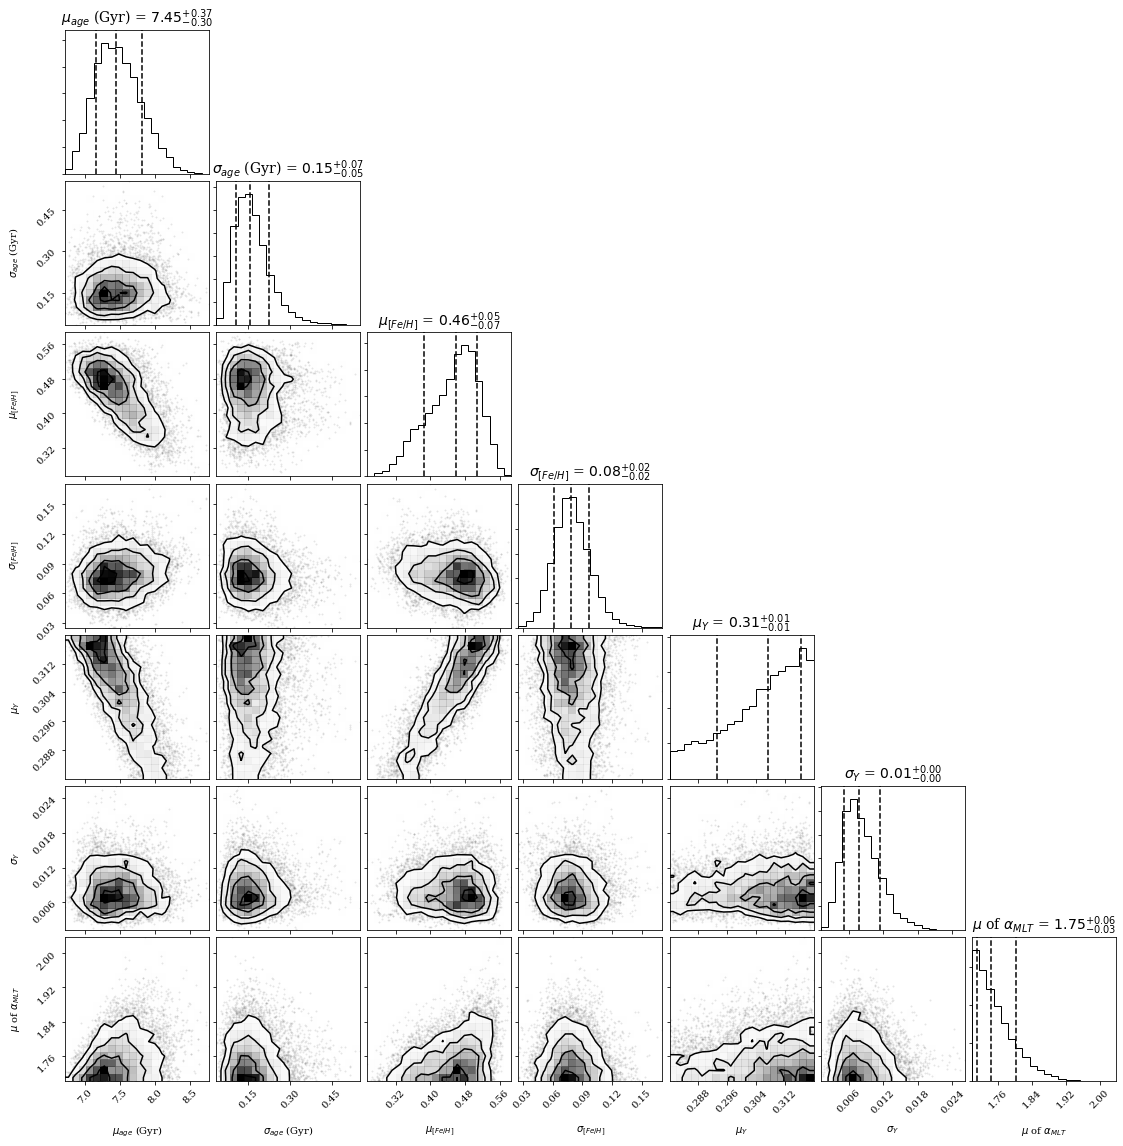 μ_age (Gyr) = 7.45^{+0.37}_{-0.30}
σ_age (Gyr) = 0.15^{+0.07}_{-0.05}
σ_age (Gyr)
0.45
0.30
0.15
μ_[Fe/H] = 0.46^{+0.05}_{-0.07}
μ_[Fe/H]
0.56
0.48
0.40
0.32
σ_[Fe/H] = 0.08^{+0.02}_{-0.02}
σ_[Fe/H]
0.15
0.12
0.09
0.06
0.03
μ_Y = 0.31^{+0.01}_{-0.01}
μ_Y
0.312
0.304
0.296
0.288
σ_Y = 0.01^{+0.00}_{-0.00}
σ_Y
0.024
0.018
0.012
0.006
μ of α_MLT = 1.75^{+0.06}_{-0.03}
μ of α_MLT
2.00
1.92
1.84
1.76
7.0 7.5 8.0 8.5
0.15 0.30 0.45
0.32 0.40 0.48 0.56
0.03 0.06 0.09 0.12 0.15
0.288 0.296 0.304 0.312
0.006 0.012 0.018 0.024
1.76 1.84 1.92 2.00
μ_age (Gyr)
σ_age (Gyr)
μ_[Fe/H]
σ_[Fe/H]
μ_Y
σ_Y
μ of α_MLT